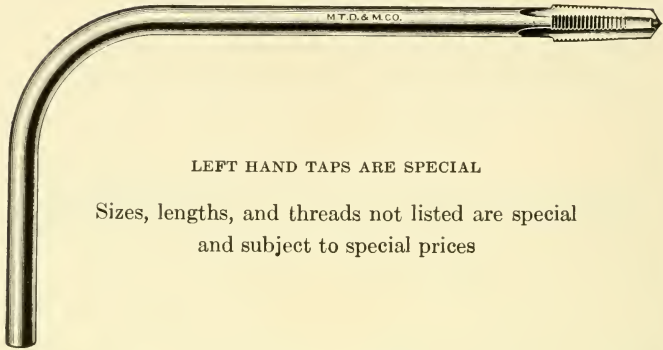 M.T.D. & M.CO.
LEFT HAND TAPS ARE SPECIAL
Sizes, lengths, and threads not listed are special
and subject to special prices